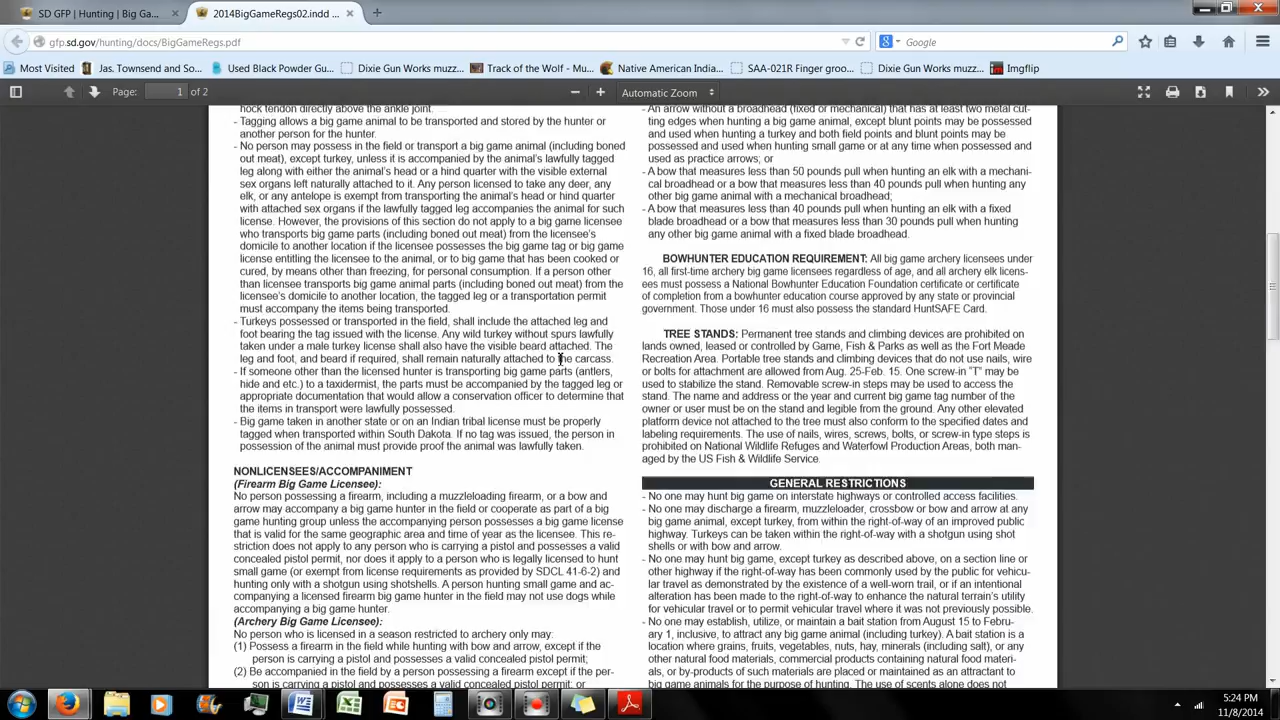 SD GFP | Hunting | Big Ga...
2014BigGameRegs02.indd ...
gfp.sd.gov/hunting/docs/BigGameRegs.pdf
Google
Most Visited
Jas. Townsend and So...
Used Black Powder Gu...
Dixie Gun Works muzz...
Track of the Wolf - Mu...
Native American India...
SAA-021R Finger groo...
Dixie Gun Works muzz...
Imgflip
Page: 1 of 2
Automatic Zoom
hock tendon directly above the ankle joint.
- Tagging allows a big game animal to be transported and stored by the hunter or
another person for the hunter.
- No person may possess in the field or transport a big game animal (including boned
out meat), except turkey, unless it is accompanied by the animal's lawfully tagged
leg along with either the animal's head or a hind quarter with the visible external
sex organs left naturally attached to it. Any person licensed to take any deer, any
elk, or any antelope is exempt from transporting the animal's head or hind quarter
with attached sex organs if the lawfully tagged leg accompanies the animal for such
license. However, the provisions of this section do not apply to a big game licensee
who transports big game parts (including boned out meat) from the licensee's
domicile to another location if the licensee possesses the big game tag or big game
license entitling the licensee to the animal, or to big game that has been cooked or
cured, by means other than freezing, for personal consumption. If a person other
than licensee transports big game animal parts (including boned out meat) from the
licensee's domicile to another location, the tagged leg or a transportation permit
must accompany the items being transported.
- Turkeys possessed or transported in the field, shall include the attached leg and
foot bearing the tag issued with the license. Any wild turkey without spurs lawfully
taken under a male turkey license shall also have the visible beard attached. The
leg and foot, and beard if required, shall remain naturally attached to the carcass.
- If someone other than the licensed hunter is transporting big game parts (antlers,
hide and etc.) to a taxidermist, the parts must be accompanied by the tagged leg or
appropriate documentation that would allow a conservation officer to determine that
the items in transport were lawfully possessed.
- Big game taken in another state or on an Indian tribal license must be properly
tagged when transported within South Dakota. If no tag was issued, the person in
possession of the animal must provide proof the animal was lawfully taken.
NONLICENSEES/ACCOMPANIMENT
(Firearm Big Game Licensee):
No person possessing a firearm, including a muzzleloading firearm, or a bow and
arrow may accompany a big game hunter in the field or cooperate as part of a big
game hunting group unless the accompanying person possesses a big game license
that is valid for the same geographic area and time of year as the licensee. This re-
striction does not apply to any person who is carrying a pistol and possesses a valid
concealed pistol permit, nor does it apply to a person who is legally licensed to hunt
small game (or exempt from license requirements as provided by SDCL 41-6-2) and
hunting only with a shotgun using shotshells. A person hunting small game and ac-
companying a licensed firearm big game hunter in the field may not use dogs while
accompanying a big game hunter.
(Archery Big Game Licensee):
No person who is licensed in a season restricted to archery only may:
(1) Possess a firearm in the field while hunting with bow and arrow, except if the
person is carrying a pistol and possesses a valid concealed pistol permit;
(2) Be accompanied in the field by a person possessing a firearm except if the per-
son is carrying a pistol and possesses a valid concealed pistol permit; or
- An arrow without a broadhead (fixed or mechanical) that has at least two metal cut-
ting edges when hunting a big game animal, except blunt points may be possessed
and used when hunting a turkey and both field points and blunt points may be
possessed and used when hunting small game or at any time when possessed and
used as practice arrows; or
- A bow that measures less than 50 pounds pull when hunting an elk with a mechani-
cal broadhead or a bow that measures less than 40 pounds pull when hunting any
other big game animal with a mechanical broadhead;
- A bow that measures less than 40 pounds pull when hunting an elk with a fixed
blade broadhead or a bow that measures less than 30 pounds pull when hunting
any other big game animal with a fixed blade broadhead.
BOWHUNTER EDUCATION REQUIREMENT: All big game archery licensees under
16, all first-time archery big game licensees regardless of age, and all archery elk licens-
ees must possess a National Bowhunter Education Foundation certificate or certificate
of completion from a bowhunter education course approved by any state or provincial
government. Those under 16 must also possess the standard HuntSAFE Card.
TREE STANDS: Permanent tree stands and climbing devices are prohibited on
lands owned, leased or controlled by Game, Fish & Parks as well as the Fort Meade
Recreation Area. Portable tree stands and climbing devices that do not use nails, wire
or bolts for attachment are allowed from Aug. 25-Feb. 15. One screw-in "T" may be
used to stabilize the stand. Removable screw-in steps may be used to access the
stand. The name and address or the year and current big game tag number of the
owner or user must be on the stand and legible from the ground. Any other elevated
platform device not attached to the tree must also conform to the specified dates and
labeling requirements. The use of nails, wires, screws, bolts, or screw-in type steps is
prohibited on National Wildlife Refuges and Waterfowl Production Areas, both man-
aged by the US Fish & Wildlife Service.
GENERAL RESTRICTIONS
- No one may hunt big game on interstate highways or controlled access facilities.
- No one may discharge a firearm, muzzleloader, crossbow or bow and arrow at any
big game animal, except turkey, from within the right-of-way of an improved public
highway. Turkeys can be taken within the right-of-way with a shotgun using shot
shells or with bow and arrow.
- No one may hunt big game, except turkey as described above, on a section line or
other highway if the right-of-way has been commonly used by the public for vehicu-
lar travel as demonstrated by the existence of a well-worn trail, or if an intentional
alteration has been made to the right-of-way to enhance the natural terrain's utility
for vehicular travel or to permit vehicular travel where it was not previously possible.
- No one may establish, utilize, or maintain a bait station from August 15 to Febru-
ary 1, inclusive, to attract any big game animal (including turkey). A bait station is a
location where grains, fruits, vegetables, nuts, hay, minerals (including salt), or any
other natural food materials, commercial products containing natural food materi-
als, or by-products of such materials are placed or maintained as an attractant to
big game animals for the purpose of hunting. The use of scents alone does not
5:24 PM
11/8/2014